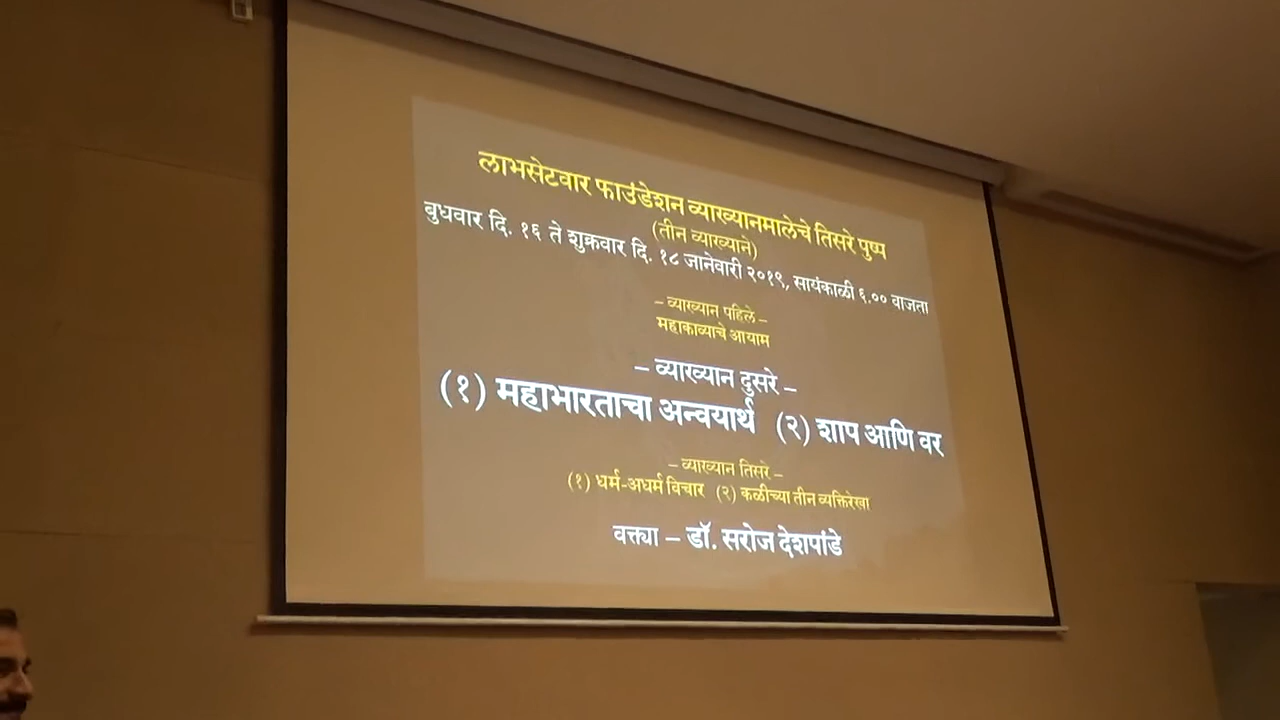 लाभसेटवार फाउंडेशन व्याख्यानमालेचे तिसरे पुष्प
(तीन व्याख्याने)
बुधवार दि. १६ ते शुक्रवार दि. १८ जानेवारी २०१९, सायंकाळी ६.०० वाजता
– व्याख्यान पहिले –
महाकाव्याचे आयाम
– व्याख्यान दुसरे –
(१) महाभारताचा अन्वयार्थ (२) शाप आणि वर
– व्याख्यान तिसरे –
(१) धर्म-अधर्म विचार (२) कळीच्या तीन व्यक्तिरेखा
वक्त्या – डॉ. सरोज देशपांडे